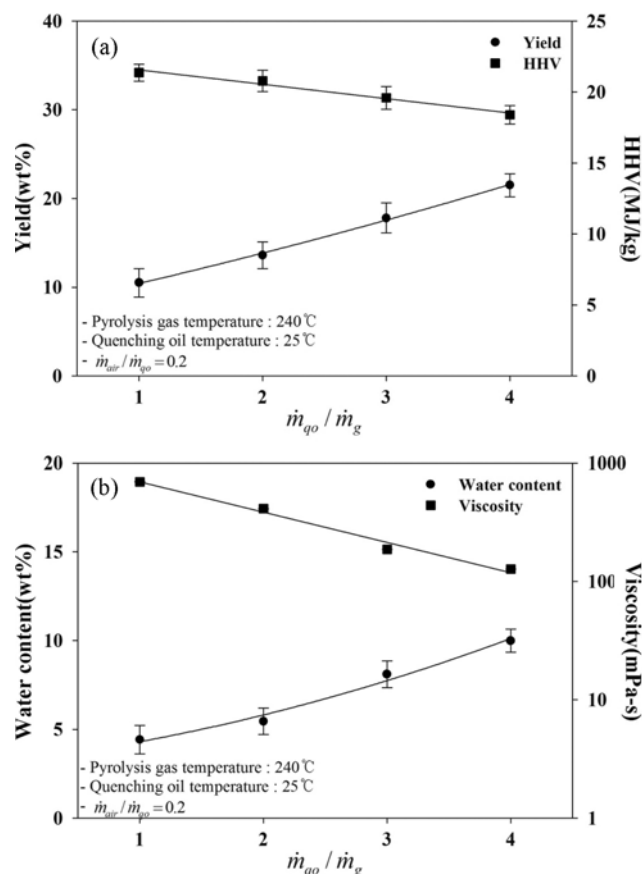 (a)
Yield
HHV
40
30
20
10
0
Yield(wt%)
25
20
15
10
5
0
HHV(MJ/kg)
- Pyrolysis gas temperature : 240℃
- Quenching oil temperature : 25℃
- ṁair / ṁqo = 0.2
1 2 3 4
ṁqo / ṁg
(b)
Water content
Viscosity
20
15
10
5
0
Water content(wt%)
1000
100
10
1
Viscosity(mPa-s)
- Pyrolysis gas temperature : 240℃
- Quenching oil temperature : 25℃
- ṁair / ṁqo = 0.2
1 2 3 4
ṁqo / ṁg